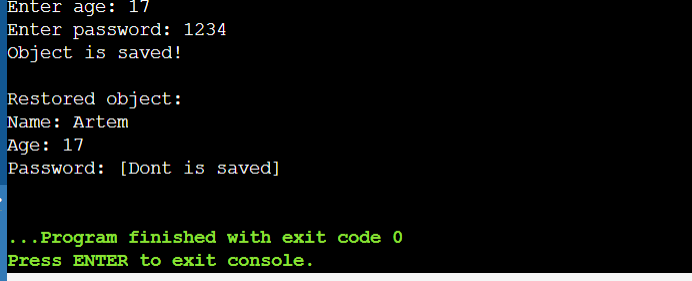 Enter age: 17
Enter password: 1234
Object is saved!
Restored object:
Name: Artem
Age: 17
Password: [Dont is saved]
...Program finished with exit code 0
Press ENTER to exit console.